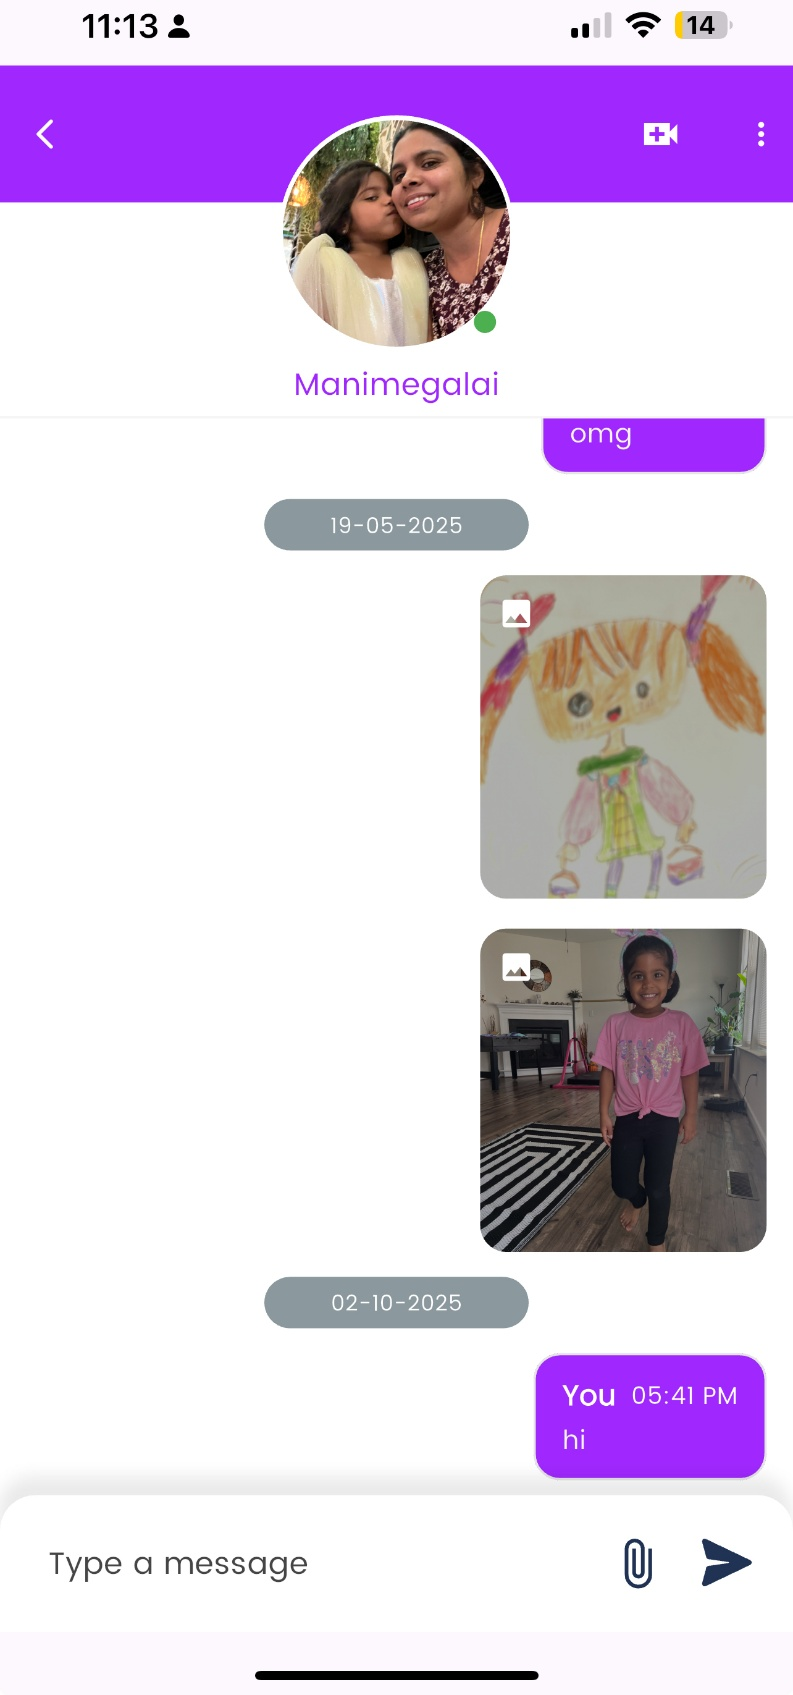 11:13
14
Manimegalai
omg
19-05-2025
02-10-2025
You 05:41 PM
hi
Type a message